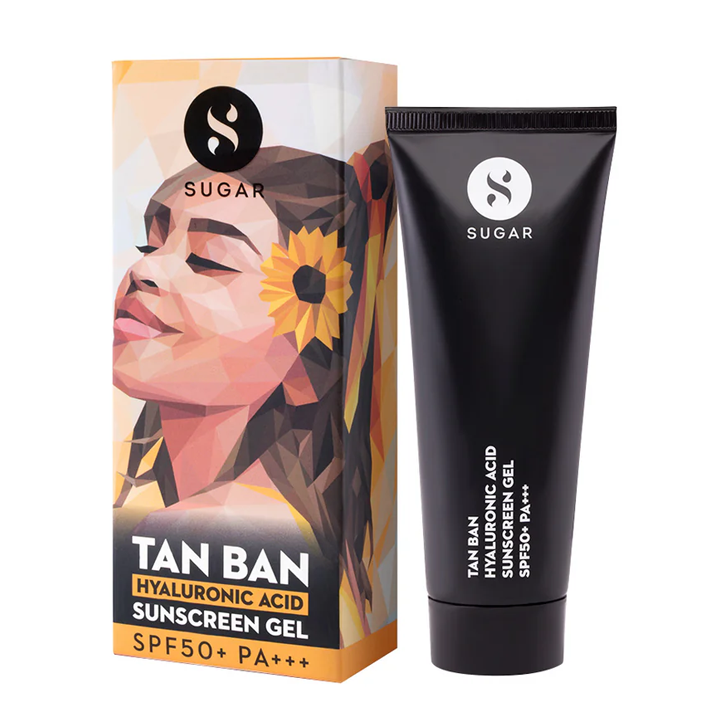 SUGAR
TAN BAN
HYALURONIC ACID
SUNSCREEN GEL
SPF50+ PA+++
SUGAR
TAN BAN
HYALURONIC ACID
SUNSCREEN GEL
SPF50+ PA+++